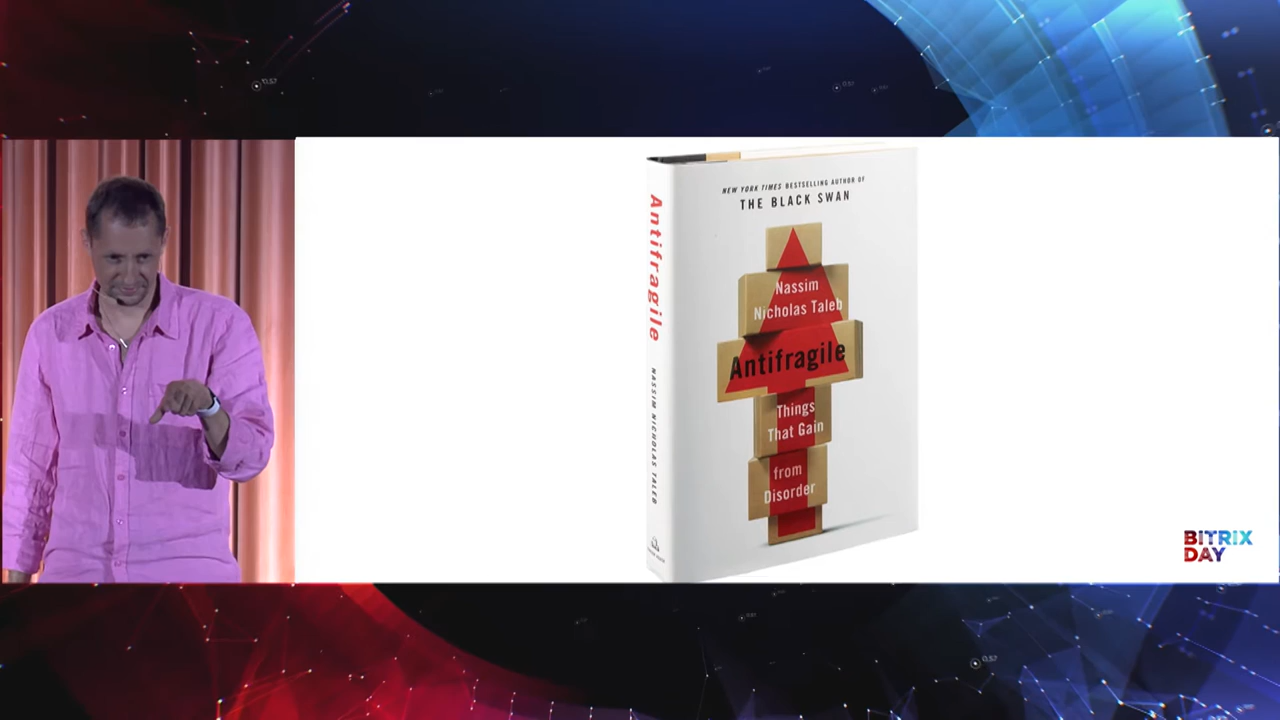 NEW YORK TIMES BESTSELLING AUTHOR OF
THE BLACK SWAN
Nassim
Nicholas Taleb
Antifragile
Things
That Gain
from
Disorder
Antifragile
NASSIM NICHOLAS TALEB
BITRIX
DAY